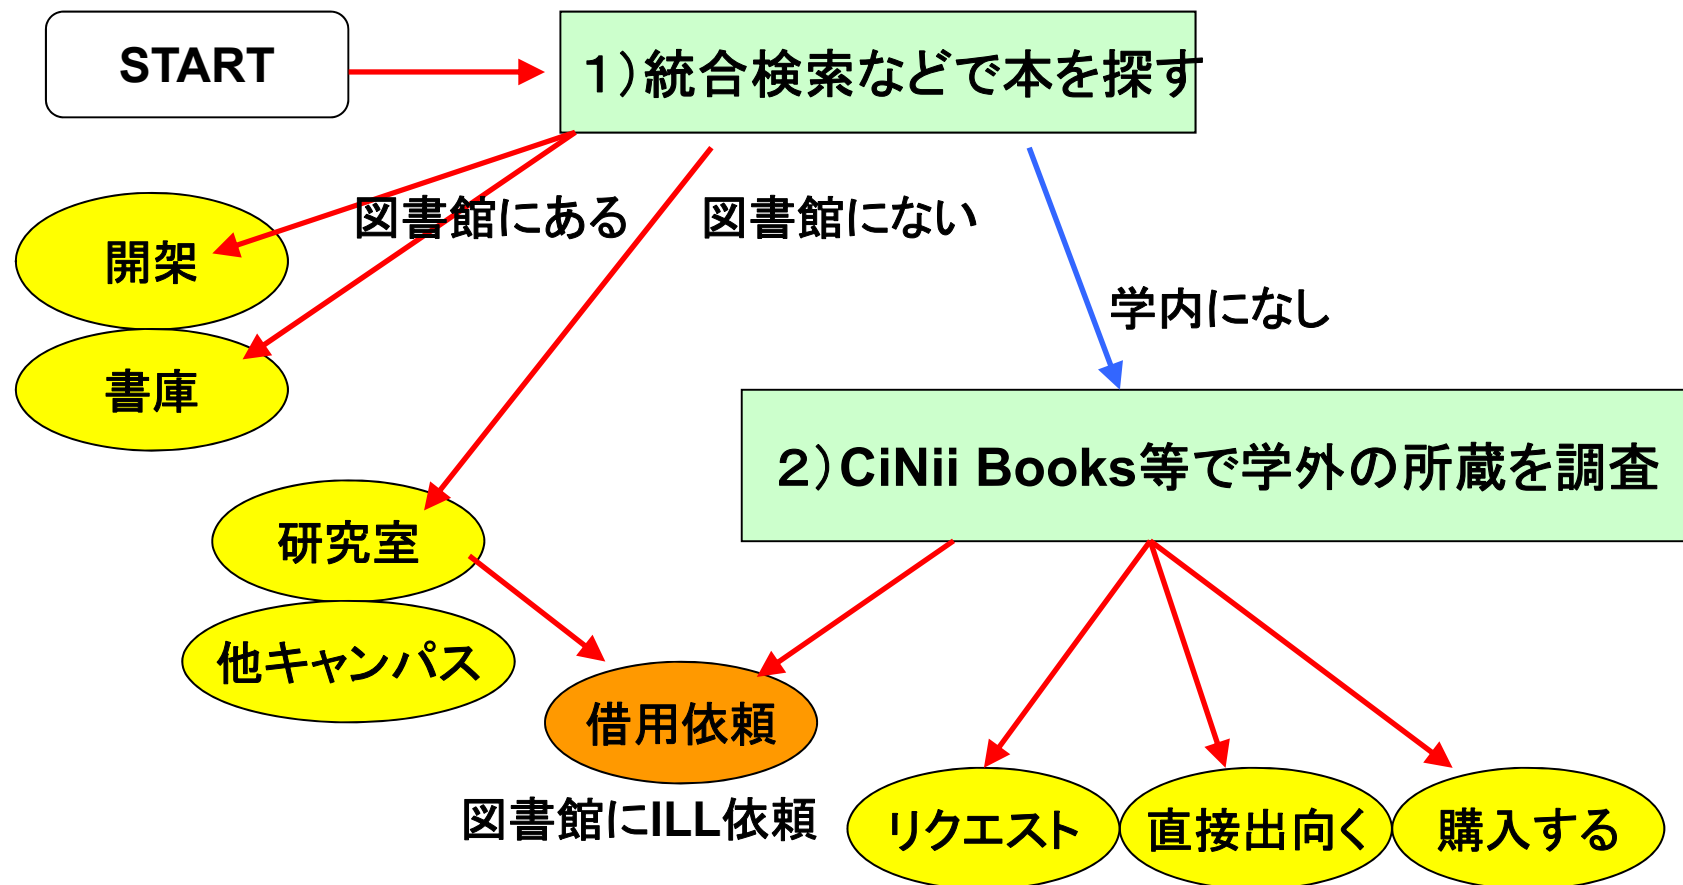 START
１）統合検索などで本を探す
図書館にある
図書館にない
開架
学内になし
書庫
２）CiNii Books等で学外の所蔵を調査
研究室
他キャンパス
借用依頼
図書館にILL依頼
リクエスト
直接出向く
購入する